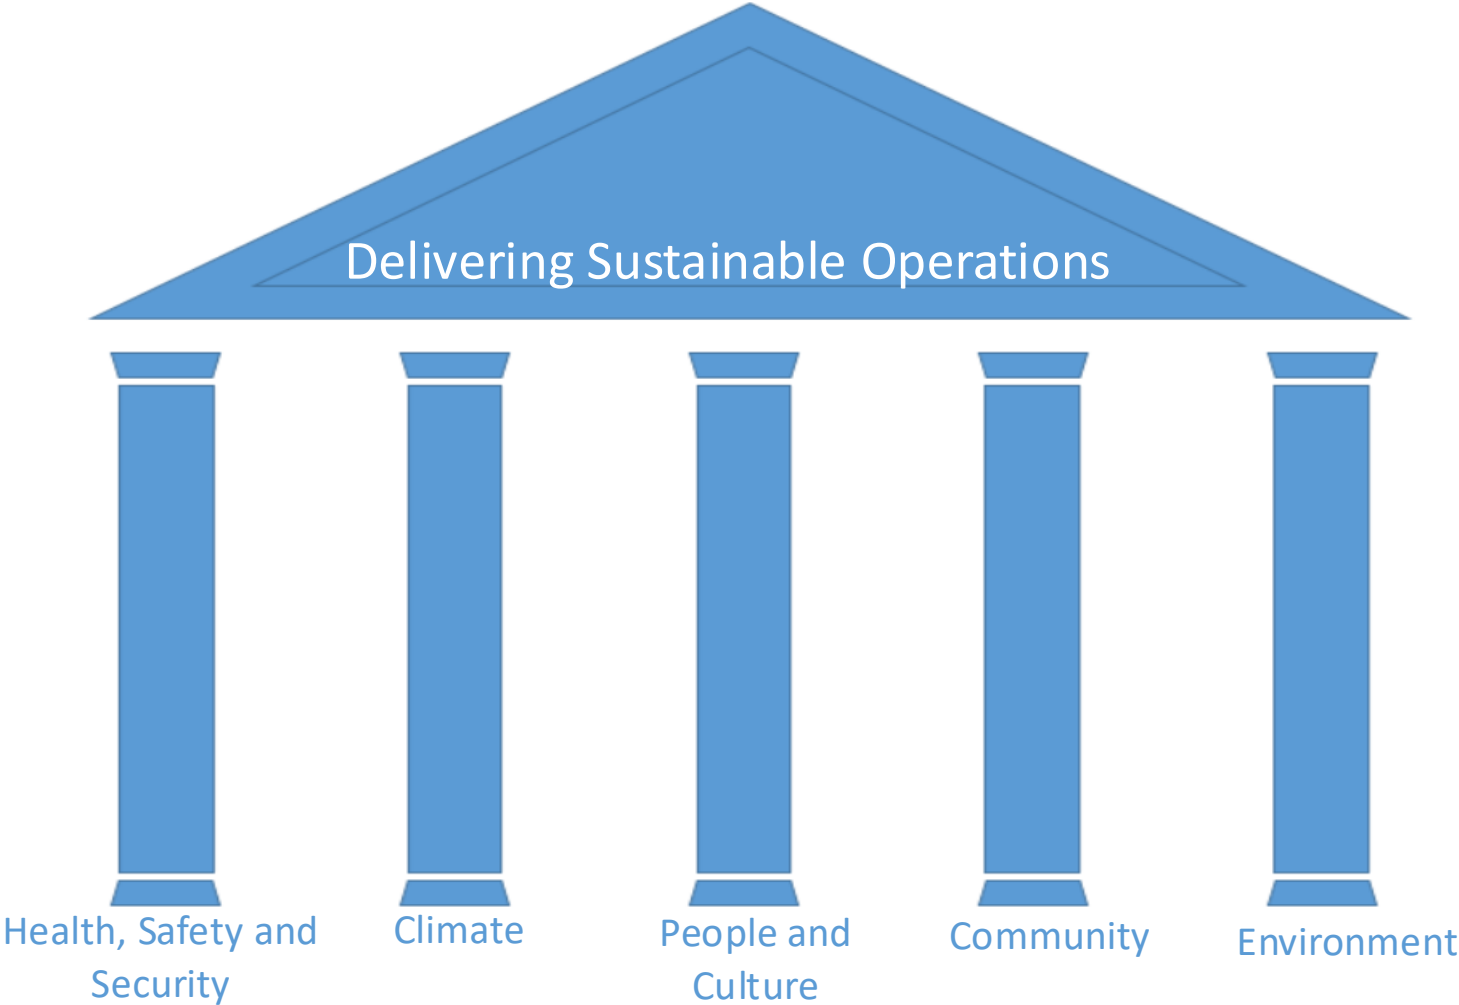 Delivering Sustainable Operations
Health, Safety and
Security
Climate
People and
Culture
Community
Environment